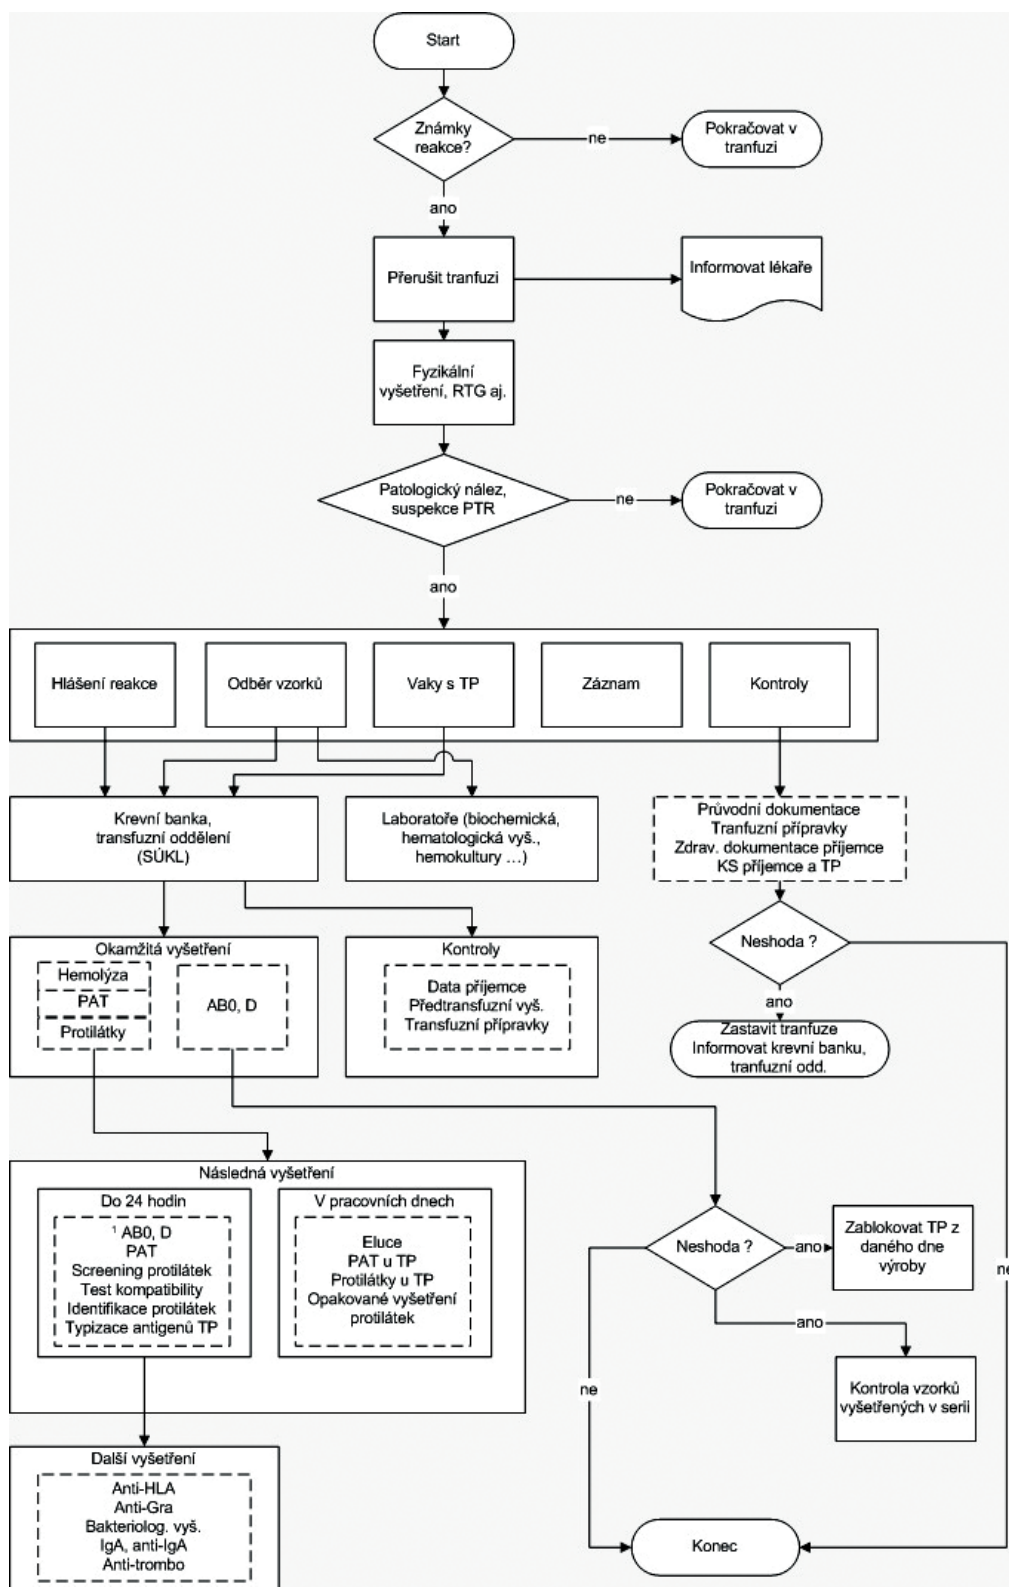 Start
Známky
reakce?
ne
Pokračovat v
tranfuzi
ano
Přerušit tranfuzi
Informovat lékaře
Fyzikální
vyšetření, RTG aj.
Patologický nález,
suspekce PTR
ne
Pokračovat v
tranfuzi
ano
Hlášení reakce
Odběr vzorků
Vaky s TP
Záznam
Kontroly
Krevní banka,
transfuzní oddělení
(SÚKL)
Laboratoře (biochemická,
hematologická vyš.,
hemokultury ...)
Průvodní dokumentace
Tranfuzní přípravky
Zdrav. dokumentace příjemce
KS příjemce a TP
Okamžitá vyšetření
Hemolýza
PAT
Protilátky
AB0, D
Kontroly
Data příjemce
Předtransfuzní vyš.
Transfuzní přípravky
Neshoda ?
ano
Zastavit tranfuze
Informovat krevní banku,
tranfuzní odd.
Následná vyšetření
Do 24 hodin
¹ AB0, D
PAT
Screening protilátek
Test kompatibility
Identifikace protilátek
Typizace antigenů TP
V pracovních dnech
Eluce
PAT u TP
Protilátky u TP
Opakované vyšetření
protilátek
Neshoda ?
ano
Zablokovat TP z
daného dne
výroby
ne
ano
ne
Kontrola vzorků
vyšetřených v serii
Další vyšetření
Anti-HLA
Anti-Gra
Bakteriolog. vyš.
IgA, anti-IgA
Anti-trombo
Konec